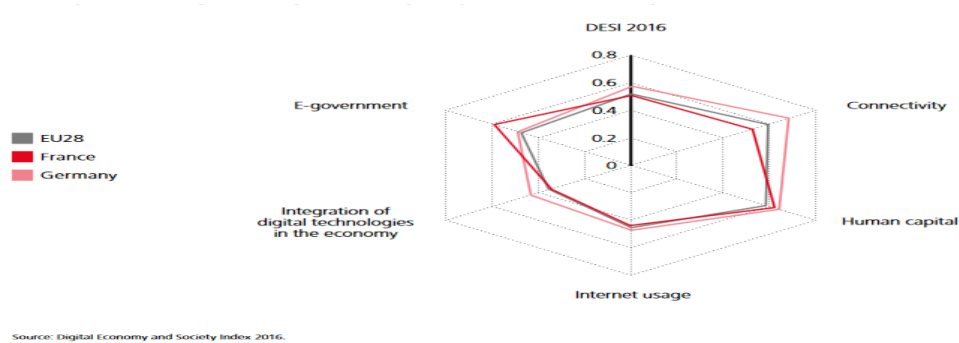 DESI 2016
0.8
0.6
0.4
0.2
0
E-government
Connectivity
EU28
France
Germany
Integration of
digital technologies
in the economy
Human capital
Internet usage
Source: Digital Economy and Society Index 2016.